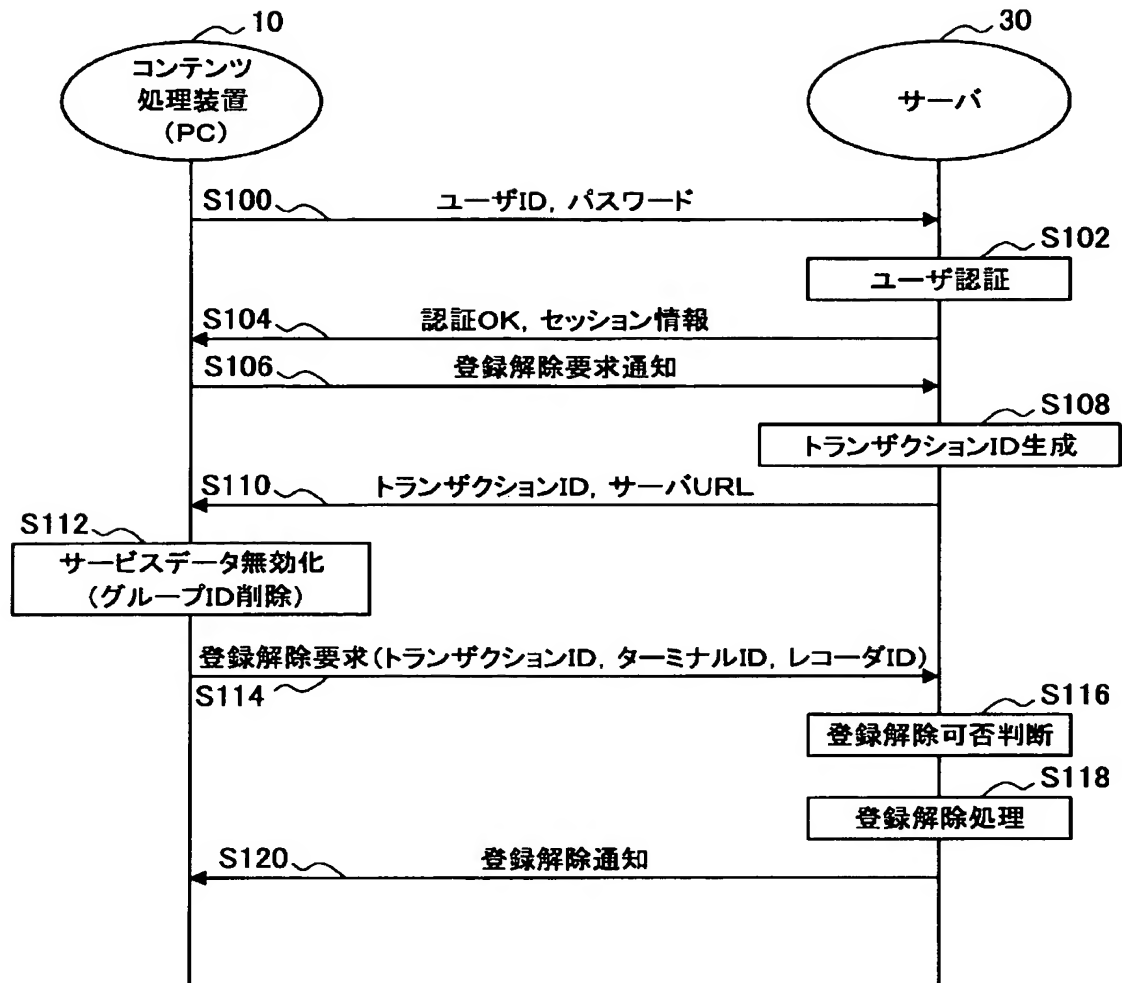 10
コンテンツ
処理装置
(PC)
30
サーバ
S100
ユーザID, パスワード
S102
ユーザ認証
S104
認証OK, セッション情報
S106
登録解除要求通知
S108
トランザクションID生成
S110
トランザクションID, サーバURL
S112
サービスデータ無効化
(グループID削除)
登録解除要求(トランザクションID, ターミナルID, レコーダID)
S114
S116
登録解除可否判断
S118
登録解除処理
S120
登録解除通知